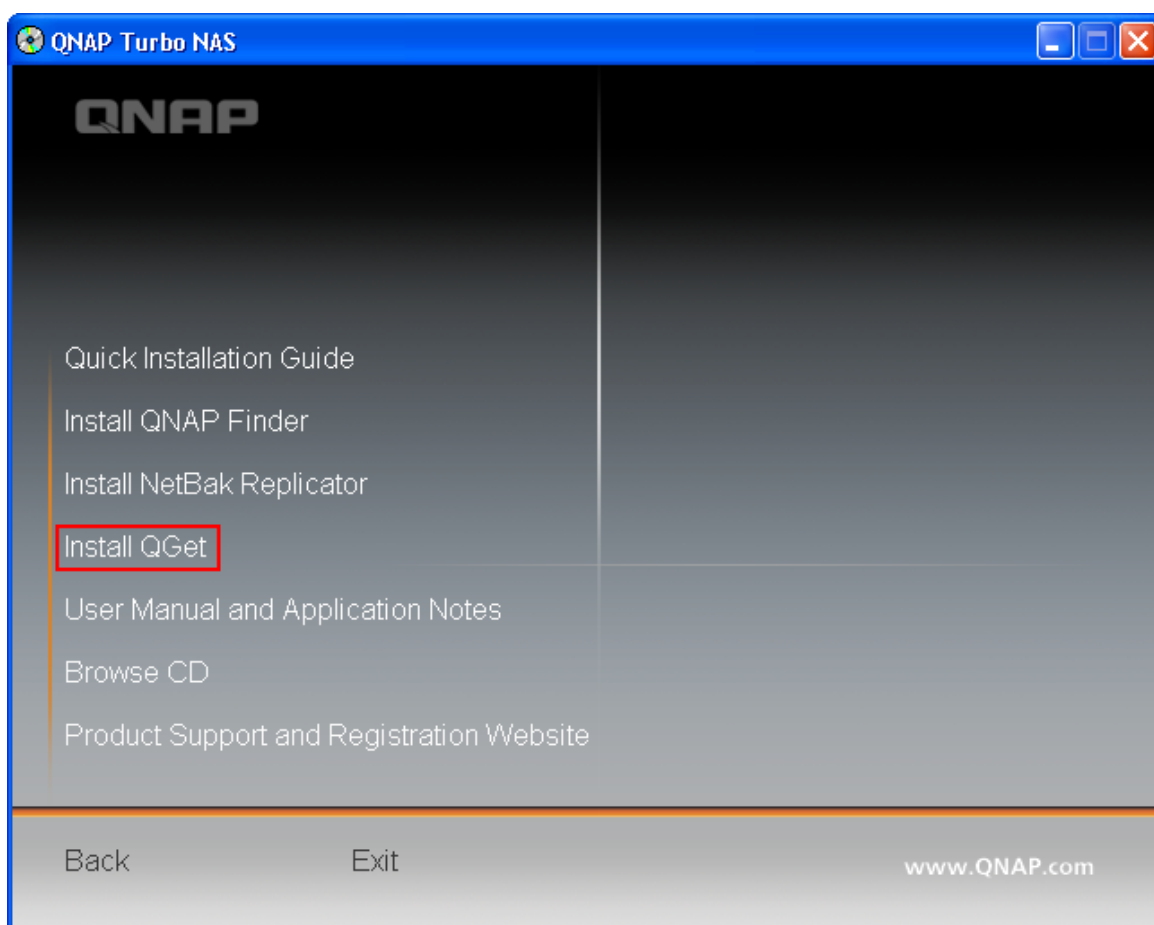 QNAP Turbo NAS
QNAP
Quick Installation Guide
Install QNAP Finder
Install NetBak Replicator
Install QGet
User Manual and Application Notes
Browse CD
Product Support and Registration Website
Back Exit www.QNAP.com